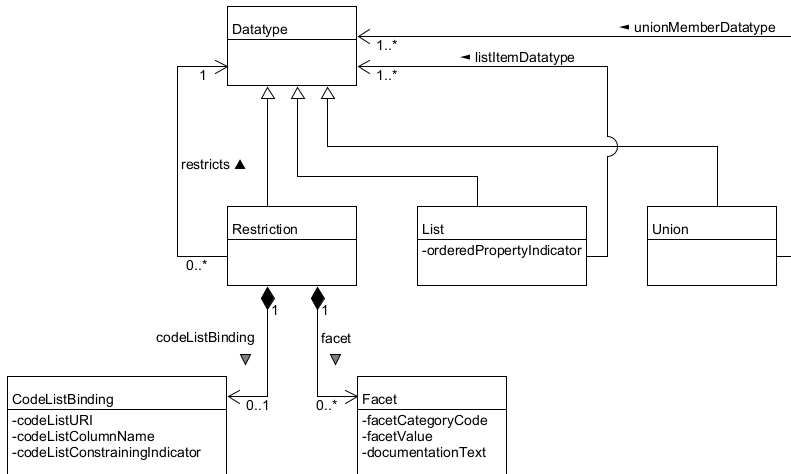 Datatype
◄ unionMemberDatatype
1..*
◄ listItemDatatype
1
1..*
restricts ▲
Restriction
List
Union
-orderedPropertyIndicator
0..*
1
1
codeListBinding
facet
CodeListBinding
0..1
0..*
Facet
-codeListURI
-codeListColumnName
-codeListConstrainingIndicator
-facetCategoryCode
-facetValue
-documentationText